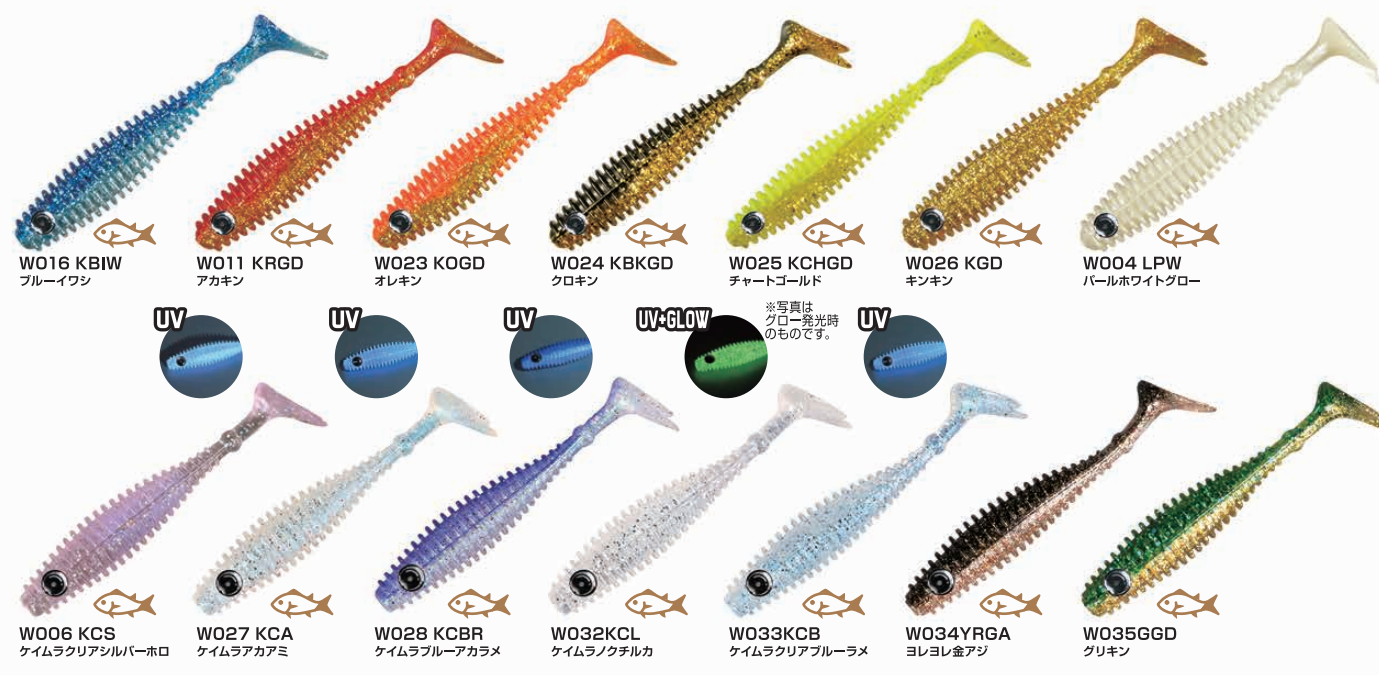 W016 KBIW
ブルーイワシ
W011 KRGD
アカキン
W023 KOGD
オレキン
W024 KBKGD
クロキン
W025 KCHGD
チャートゴールド
W026 KGD
キンキン
W004 LPW
パールホワイトグロー
UV
UV
UV
UV+GLOW
※写真は
グロー発光時
のものです。
UV
W006 KCS
ケイムラクリアシルバーホロ
W027 KCA
ケイムラアカアミ
W028 KCBR
ケイムラブルーアカラメ
W032KCL
ケイムラノクチルカ
W033KCB
ケイムラクリアブルーラメ
W034YRGA
ヨレヨレ金アジ
W035GGD
グリキン